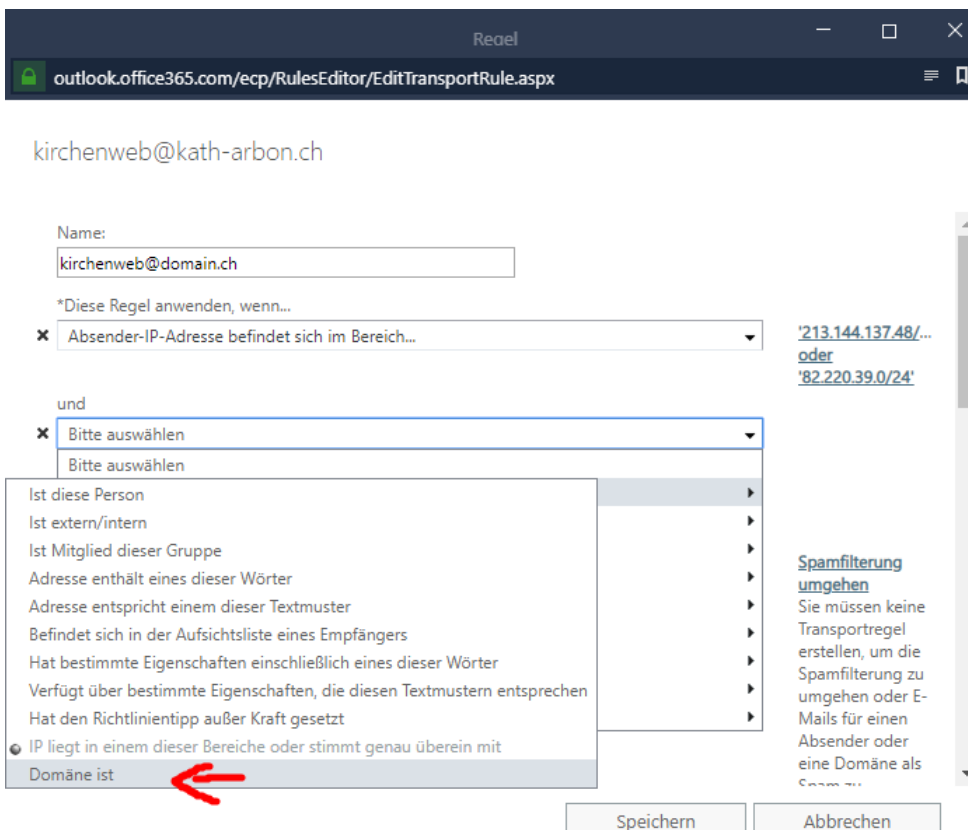 Regel
outlook.office365.com/ecp/RulesEditor/EditTransportRule.aspx
kirchenweb@kath-arbon.ch
Name:
kirchenweb@domain.ch
*Diese Regel anwenden, wenn...
Absender-IP-Adresse befindet sich im Bereich...
'213.144.137.48/...
oder
'82.220.39.0/24'
und
Bitte auswählen
Bitte auswählen
Ist diese Person
Ist extern/intern
Ist Mitglied dieser Gruppe
Adresse enthält eines dieser Wörter
Adresse entspricht einem dieser Textmuster
Befindet sich in der Aufsichtsliste eines Empfängers
Hat bestimmte Eigenschaften einschließlich eines dieser Wörter
Verfügt über bestimmte Eigenschaften, die diesen Textmustern entsprechen
Hat den Richtlinientipp außer Kraft gesetzt
IP liegt in einem dieser Bereiche oder stimmt genau überein mit
Domäne ist
Spamfilterung
umgehen
Sie müssen keine
Transportregel
erstellen, um die
Spamfilterung zu
umgehen oder E-
Mails für einen
Absender oder
eine Domäne als
Spam zu
Speichern
Abbrechen